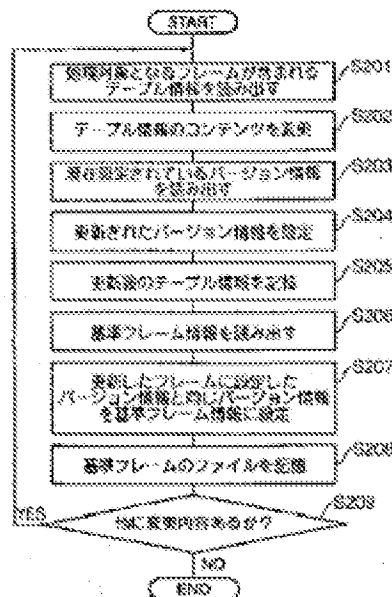 START
処理対象となるフレームが含まれる
テーブル情報を読み出す
S201
テーブル情報のコンテンツを変更
S202
現在設定されているバージョン情報
を読み出す
S203
更新されたバージョン情報を設定
S204
更新後のテーブル情報を記憶
S205
基準フレーム情報を読み出す
S206
更新したフレームに設定した
バージョン情報と同じバージョン情報
を基準フレーム情報に設定
S207
基準フレームのファイルを記憶
S208
他に変更内容あるか?
S209
YES
NO
END